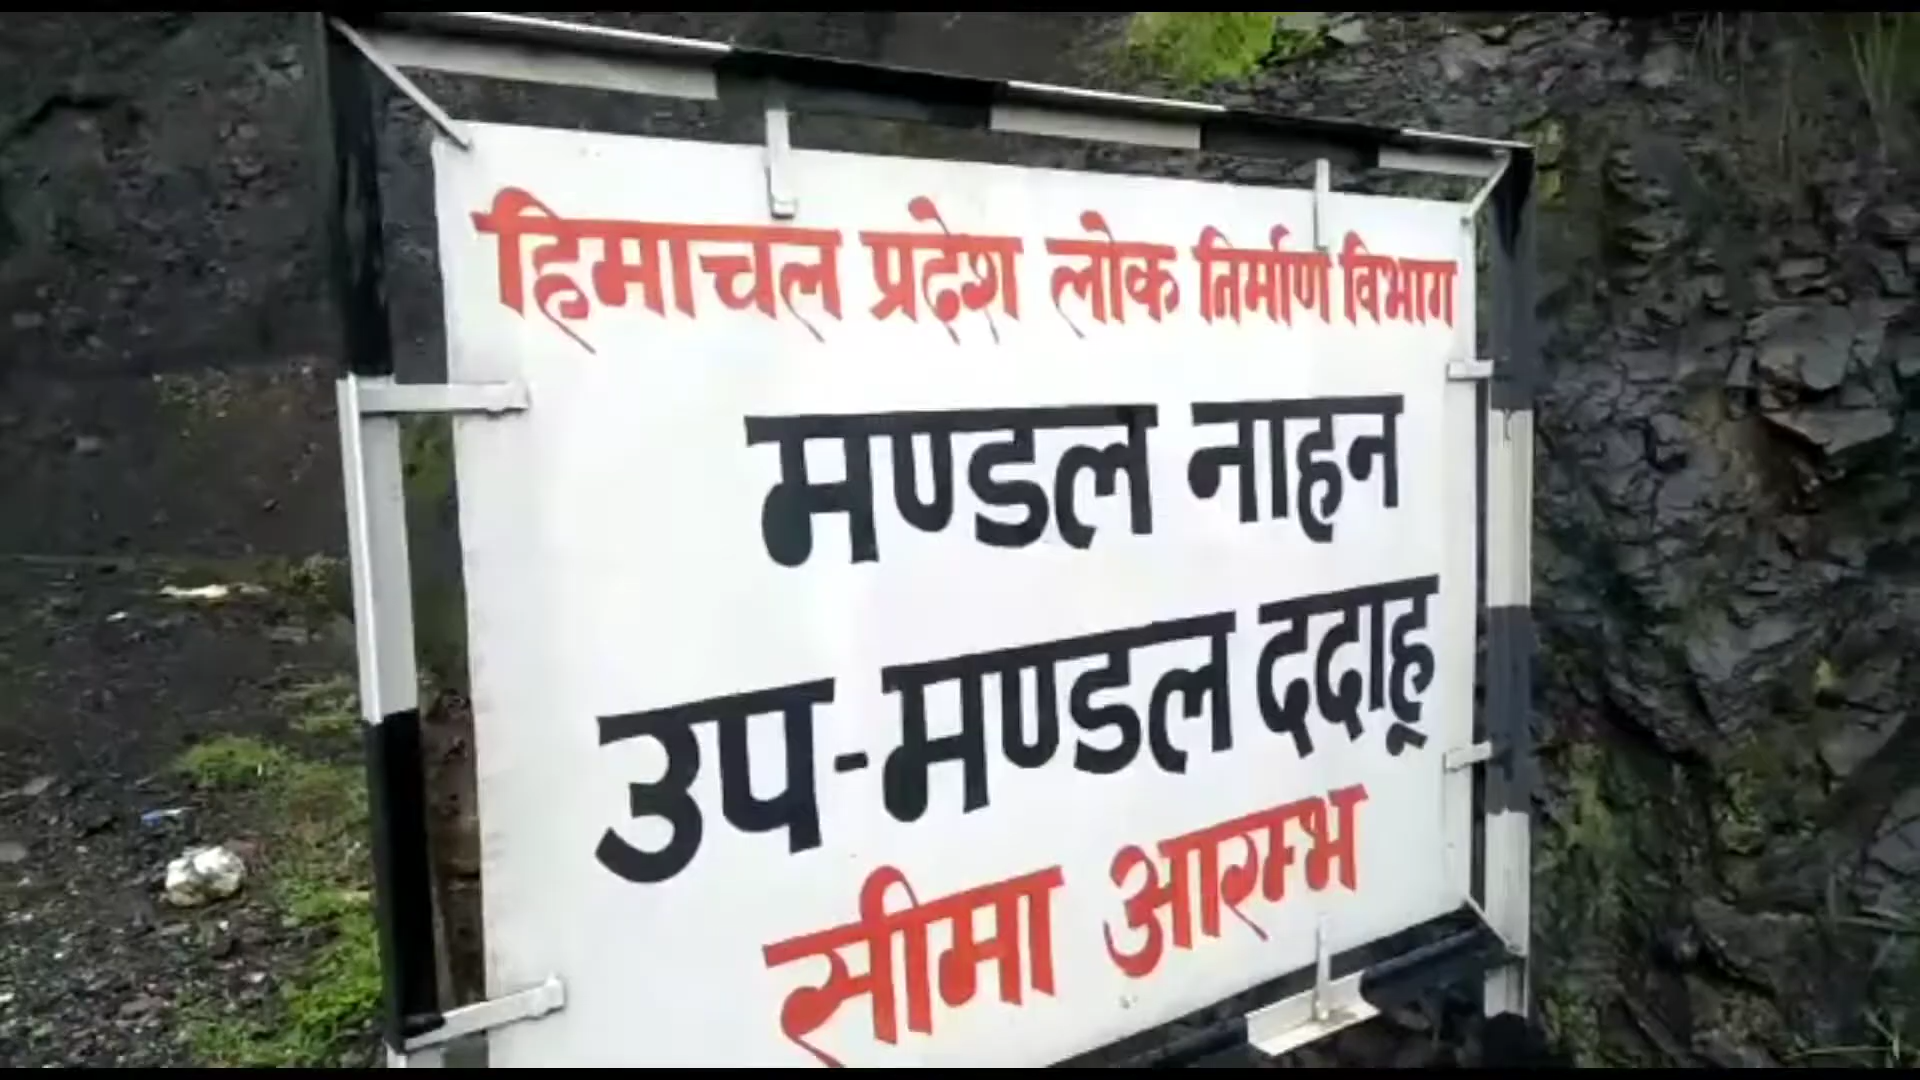 हिमाचल प्रदेश लोक निर्माण विभाग
मण्डल नाहन
उप-मण्डल ददाहू
सीमा आरम्भ